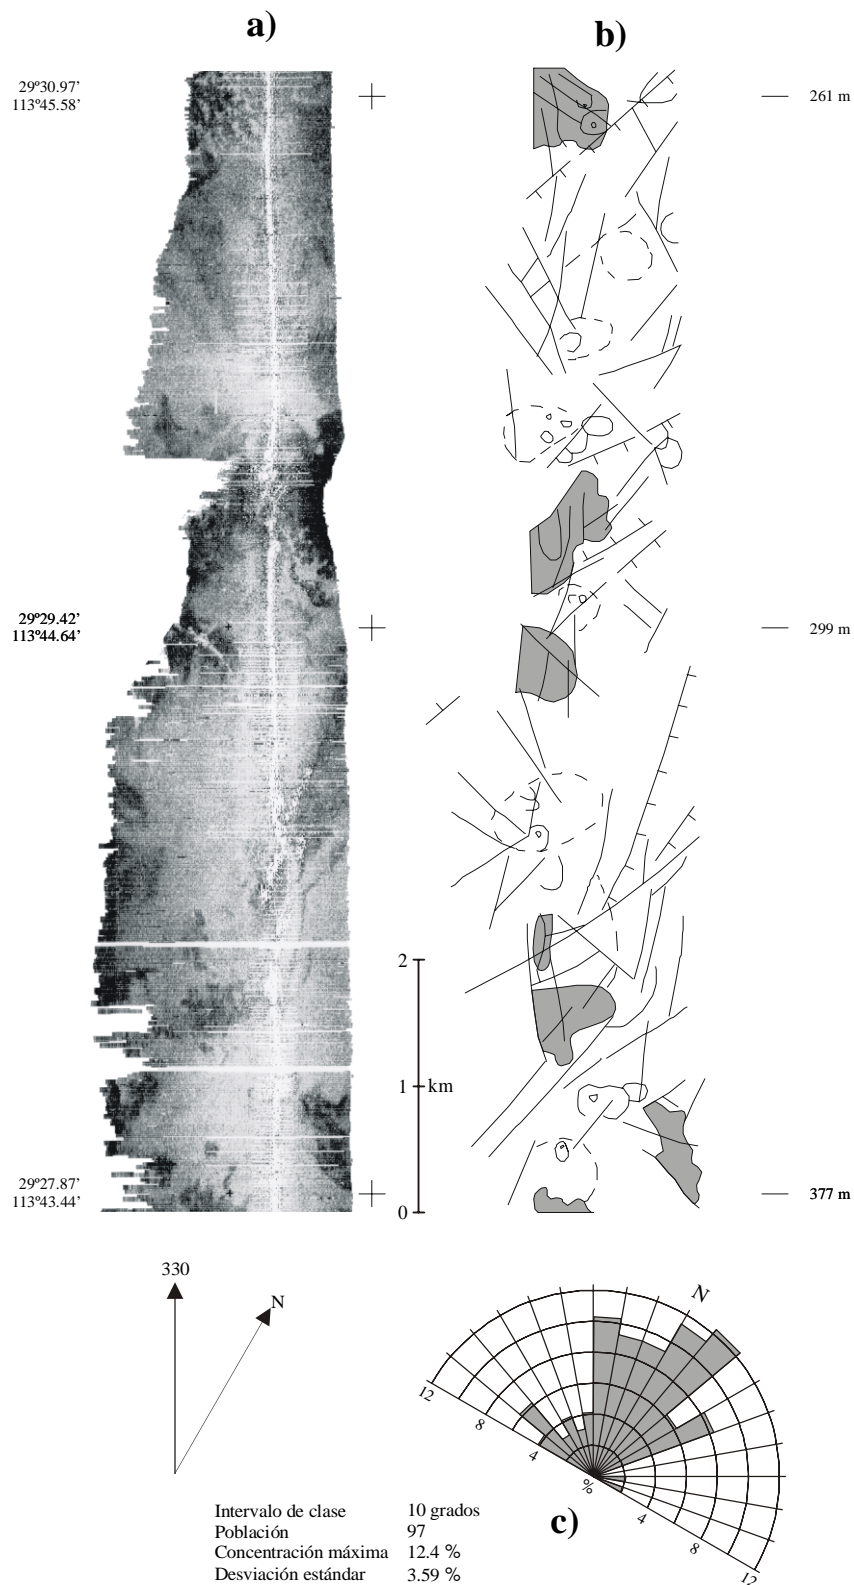 a)
b)
29º30.97'
113º45.58'
261 m
29º29.42'
113º44.64'
299 m
2
1 km
0
29º27.87'
113º43.44'
377 m
330
N
N
12
8
4
%
4
8
12
c)
Intervalo de clase 10 grados
Población 97
Concentración máxima 12.4 %
Desviación estándar 3.59 %